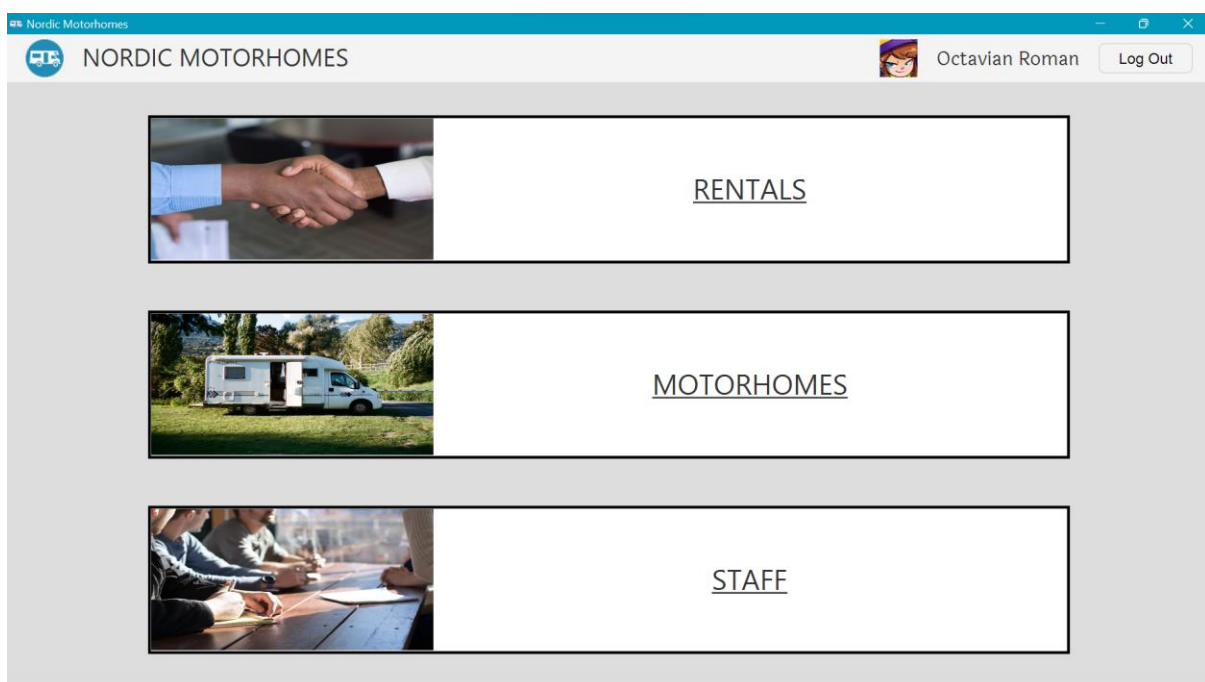 Nordic Motorhomes
NORDIC MOTORHOMES
Octavian Roman
Log Out
RENTALS
MOTORHOMES
STAFF